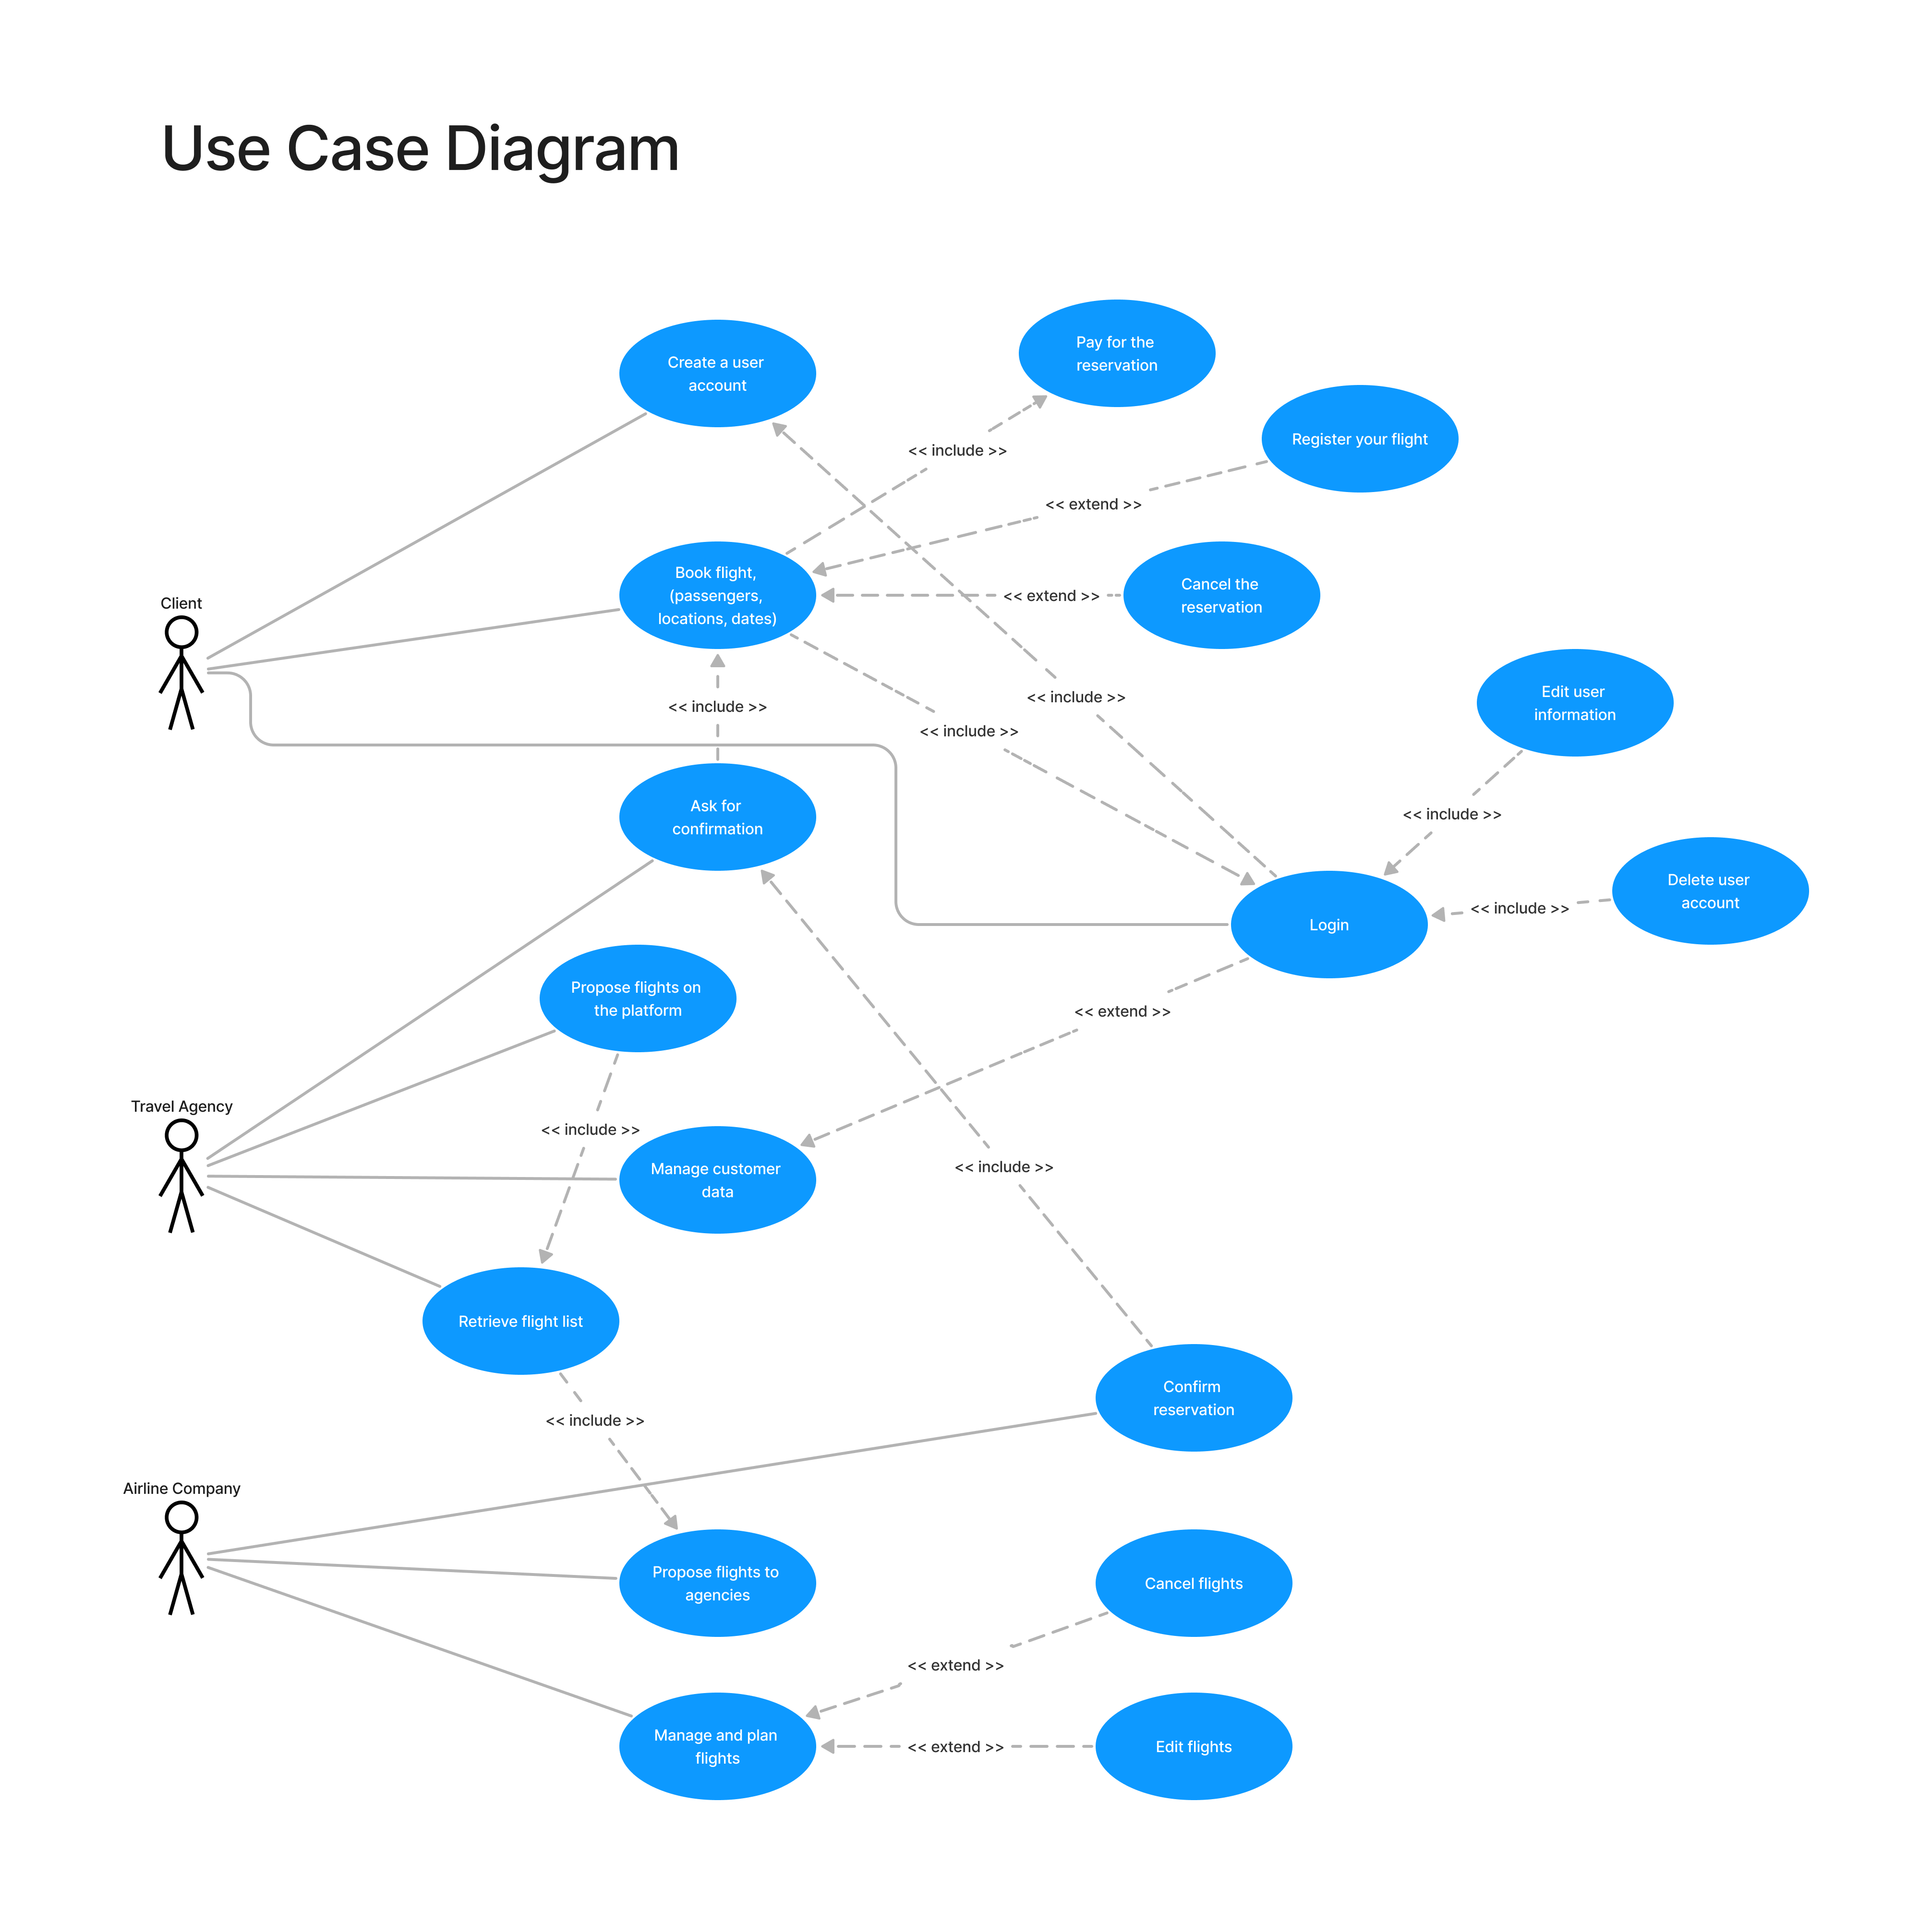 Use Case Diagram
Pay for the
reservation
Create a user
account
Register your flight
<< include >>
<< extend >>
Book flight,
(passengers,
locations, dates)
Cancel the
reservation
<< extend >>
Client
<< include >>
<< include >>
<< include >>
Edit user
information
Ask for
confirmation
<< include >>
Delete user
account
<< include >>
Login
Propose flights on
the platform
<< extend >>
Travel Agency
<< include >>
Manage customer
data
<< include >>
Retrieve flight list
Confirm
reservation
<< include >>
Airline Company
Propose flights to
agencies
Cancel flights
<< extend >>
Manage and plan
flights
<< extend >>
Edit flights